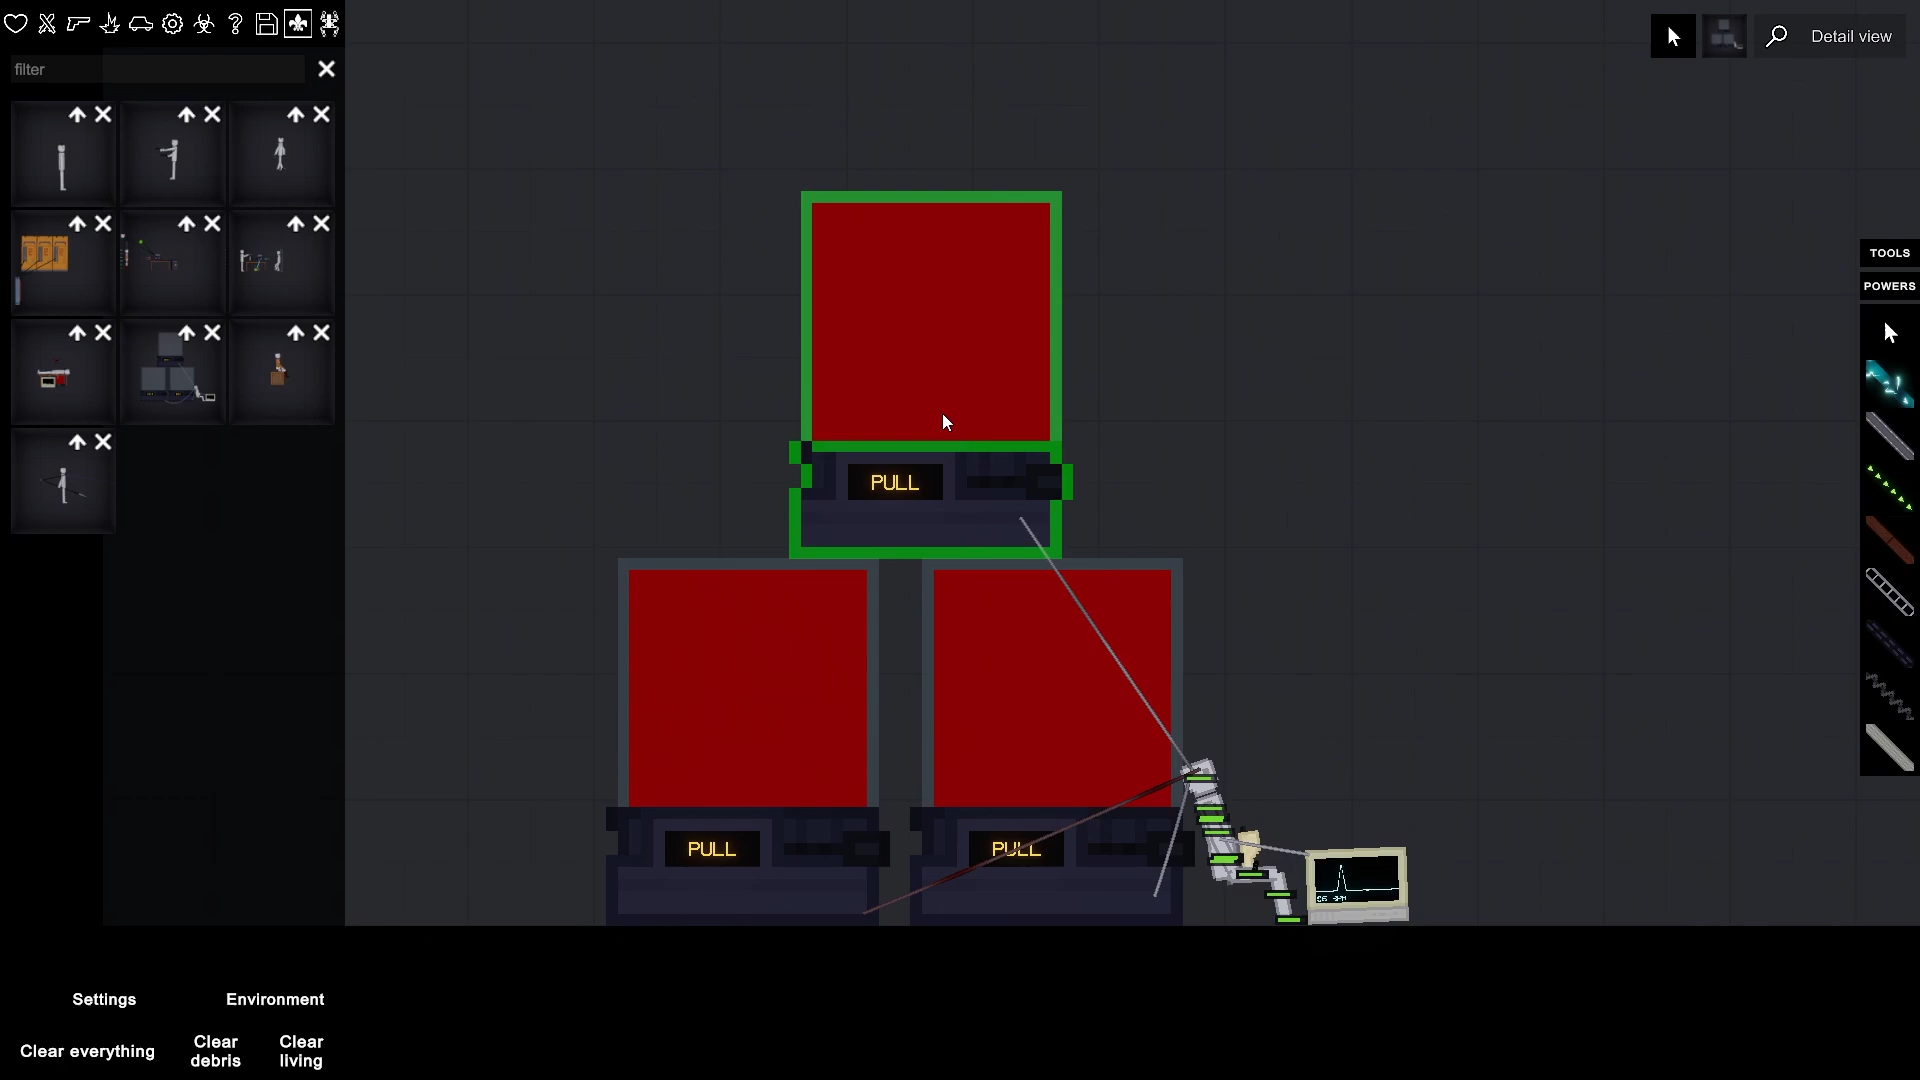 filter
Detail view
TOOLS
POWERS
PULL
PULL
PULL
Settings
Environment
Clear everything
Clear debris
Clear living